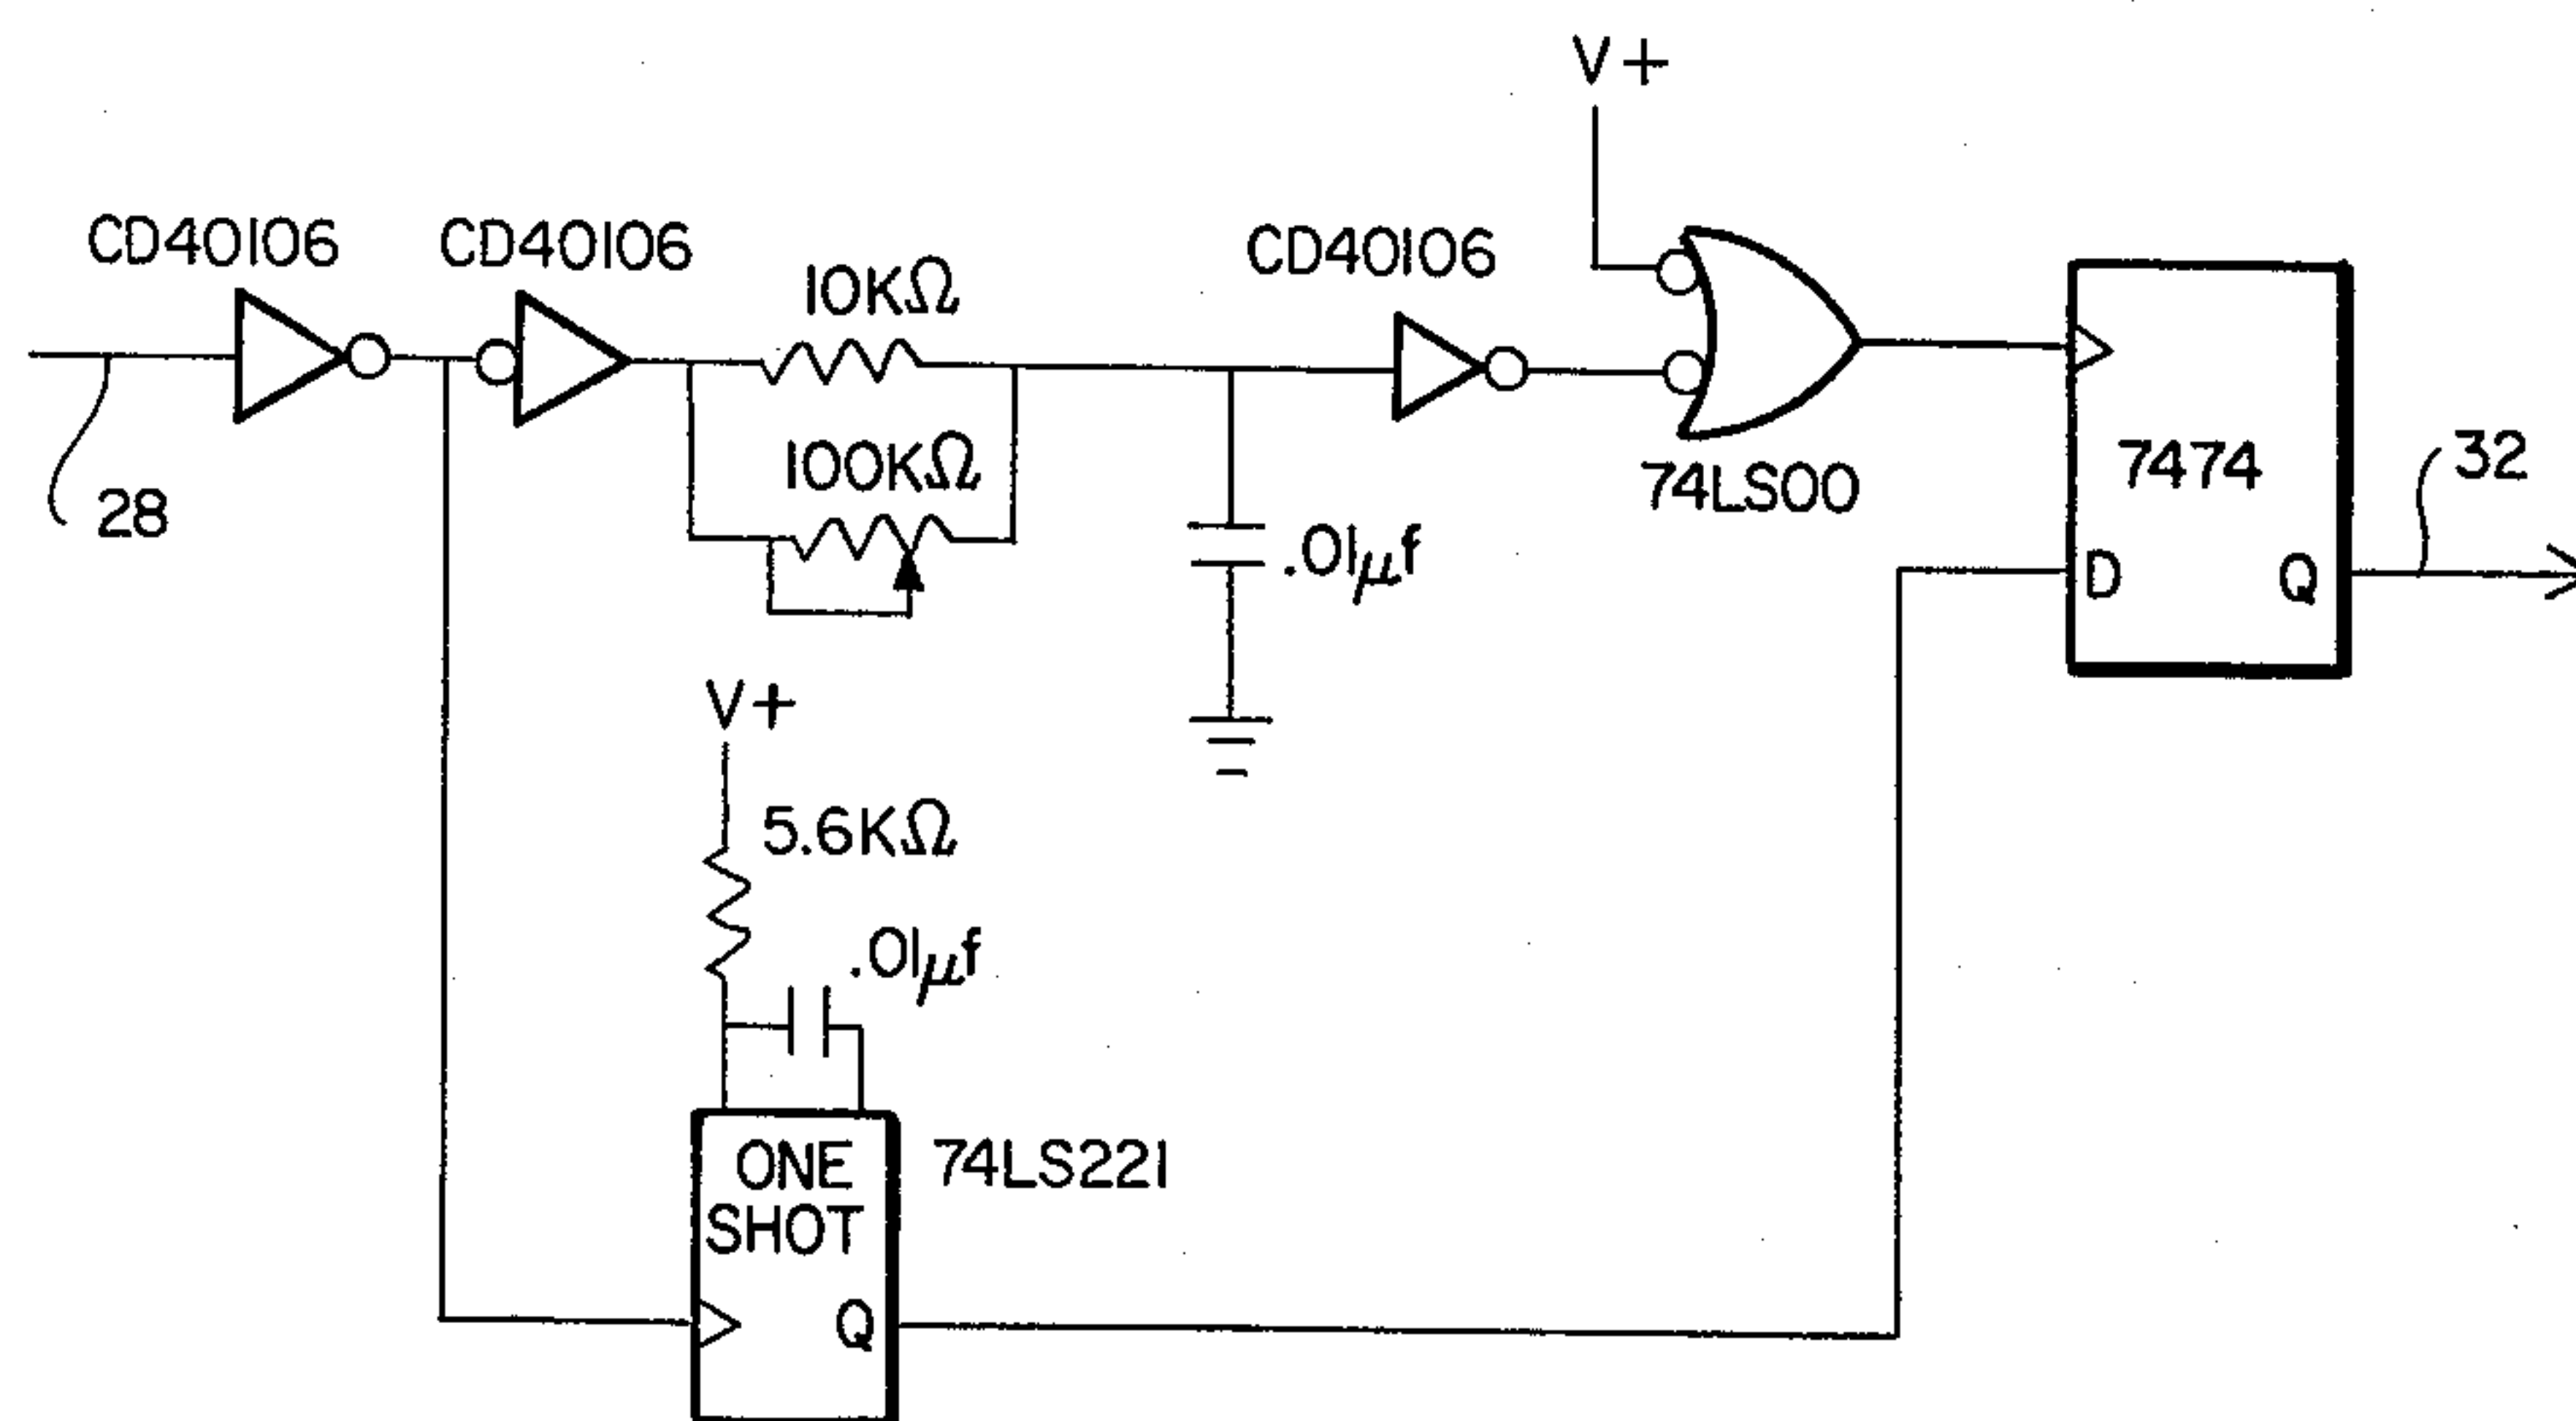 V+
CD40106
CD40106
10KΩ
CD40106
28
100KΩ
.01μf
74LS00
7474
32
D
Q
V+
5.6KΩ
.01μf
ONE
SHOT
74LS221
Q